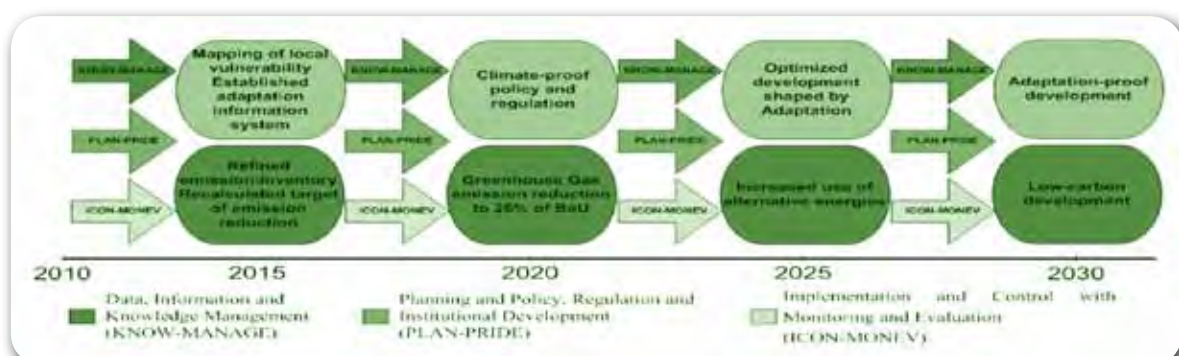 KNOW-MANAGE
PLAN-PRIDE
ICON-MONEV
Mapping of local
vulnerability
Established
adaptation
information
system
Refined
emission inventory
Recalculated target
of emission
reduction
KNOW-MANAGE
PLAN-PRIDE
ICON-MONEV
Climate-proof
policy and
regulation
Greenhouse Gas
emission reduction
to 26% of BaU
KNOW-MANAGE
PLAN-PRIDE
ICON-MONEV
Optimized
development
shaped by
Adaptation
Increased use of
alternative energies
KNOW-MANAGE
PLAN-PRIDE
ICON-MONEV
Adaptation-proof
development
Low-carbon
development
2010
2015
2020
2025
2030
Data, Information and
Knowledge Management
(KNOW-MANAGE)
Planning and Policy, Regulation and
Institutional Development
(PLAN-PRIDE)
Implementation and Control with
Monitoring and Evaluation
(ICON-MONEV)